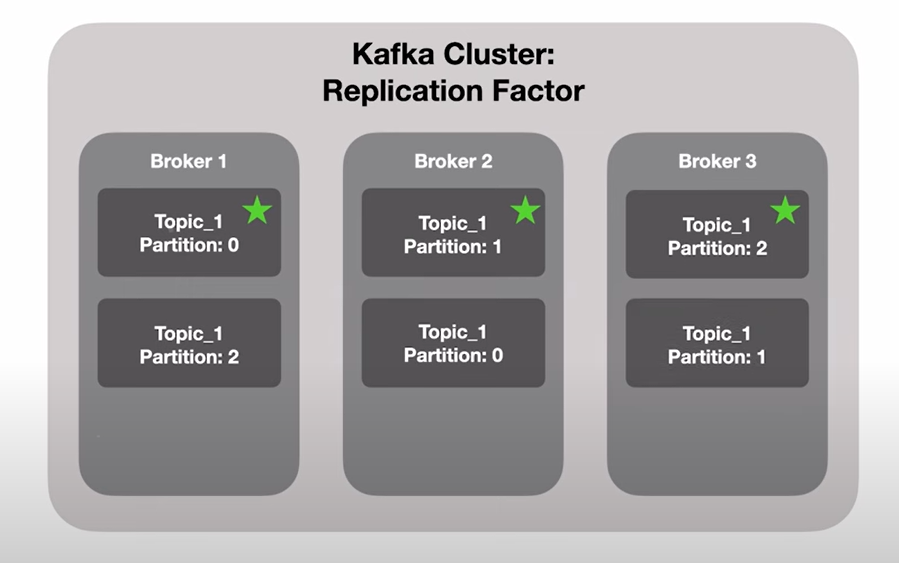 Kafka Cluster:
Replication Factor
Broker 1
Topic_1
Partition: 0
Topic_1
Partition: 2
Broker 2
Topic_1
Partition: 1
Topic_1
Partition: 0
Broker 3
Topic_1
Partition: 2
Topic_1
Partition: 1